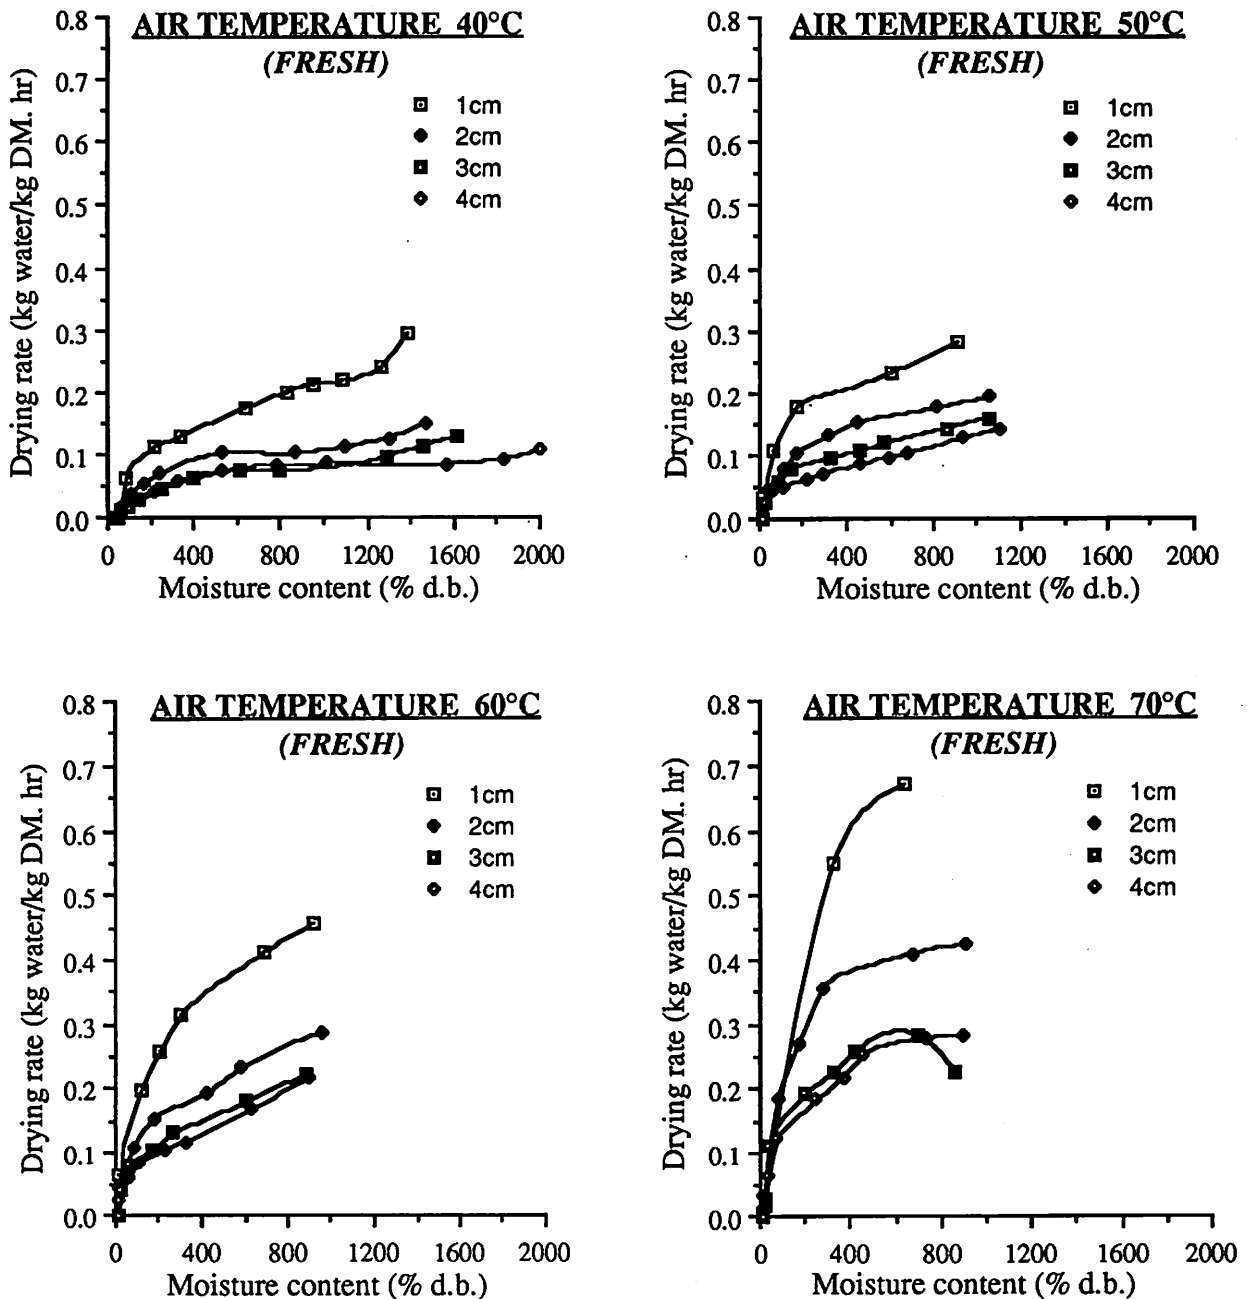 AIR TEMPERATURE 40°C
(FRESH)
1cm
2cm
3cm
4cm
Drying rate (kg water/kg DM. hr)
0.8
0.7
0.6
0.5
0.4
0.3
0.2
0.1
0.0
0 400 800 1200 1600 2000
Moisture content (% d.b.)
AIR TEMPERATURE 50°C
(FRESH)
1cm
2cm
3cm
4cm
Drying rate (kg water/kg DM. hr)
0.8
0.7
0.6
0.5
0.4
0.3
0.2
0.1
0.0
0 400 800 1200 1600 2000
Moisture content (% d.b.)
AIR TEMPERATURE 60°C
(FRESH)
1cm
2cm
3cm
4cm
Drying rate (kg water/kg DM. hr)
0.8
0.7
0.6
0.5
0.4
0.3
0.2
0.1
0.0
0 400 800 1200 1600 2000
Moisture content (% d.b.)
AIR TEMPERATURE 70°C
(FRESH)
1cm
2cm
3cm
4cm
Drying rate (kg water/kg DM. hr)
0.8
0.7
0.6
0.5
0.4
0.3
0.2
0.1
0.0
0 400 800 1200 1600 2000
Moisture content (% d.b.)